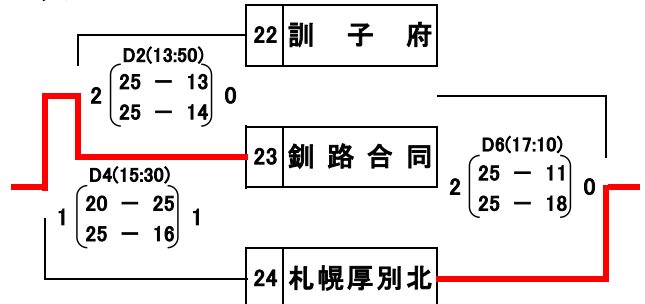 22 訓 子 府
D2(13:50)
2 25 － 13 0
25 － 14
23 釧 路 合 同
D6(17:10)
2 25 － 11 0
25 － 18
D4(15:30)
1 20 － 25 1
25 － 16
24 札幌厚別北